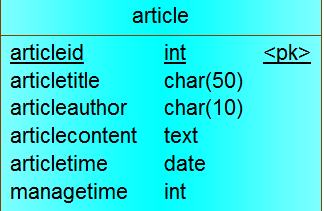 article
articleid int <pk>
articletitle char(50)
articleauthor char(10)
articlecontent text
articletime date
managetime int